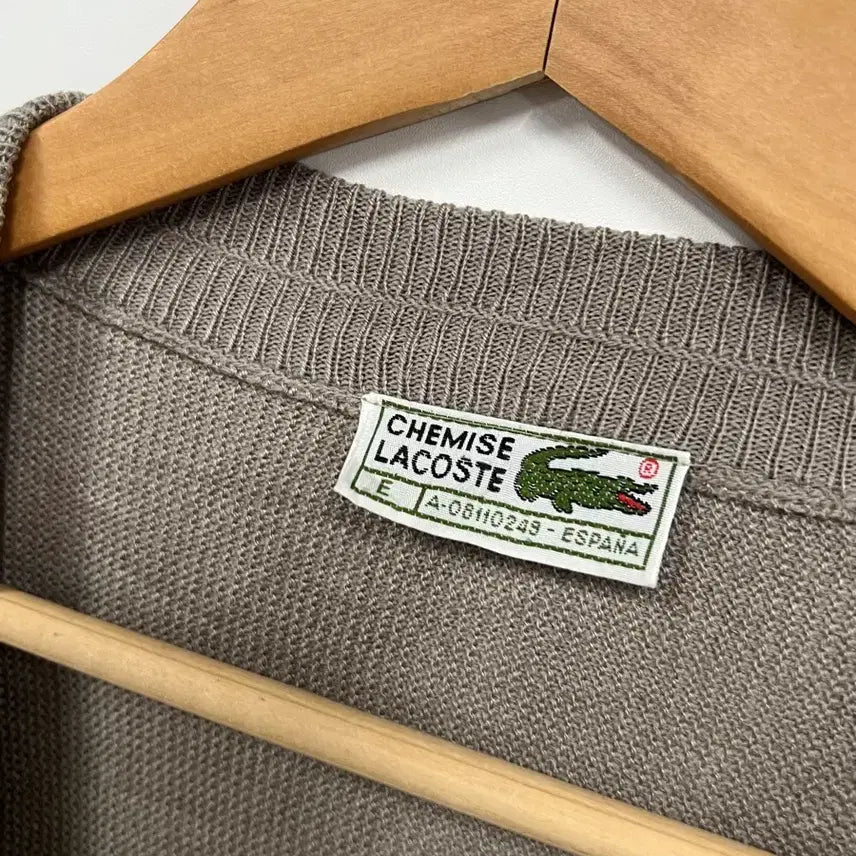 CHEMISE
LACOSTE
®
E
A-08110249 - ESPAÑA